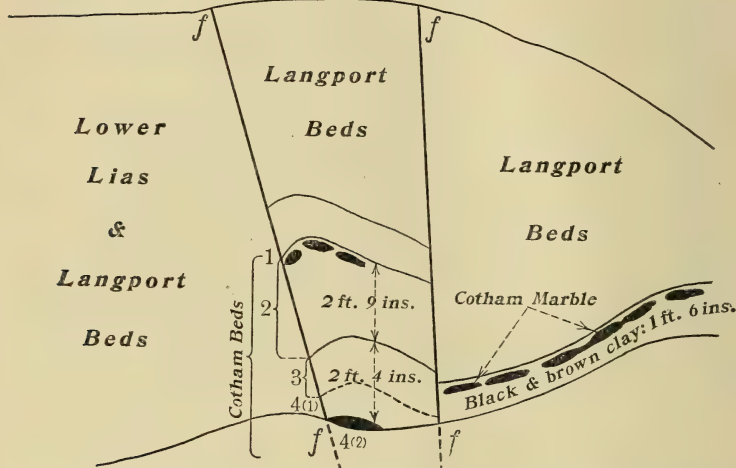 f
f
Langport
Beds
Lower
Lias
&
Langport
Beds
Langport
Beds
1
2
2 ft. 9 ins.
Cotham Marble
Cotham Beds
3
2 ft. 4 ins.
4(1)
Black & brown clay: 1 ft. 6 ins.
f
4(2)
f